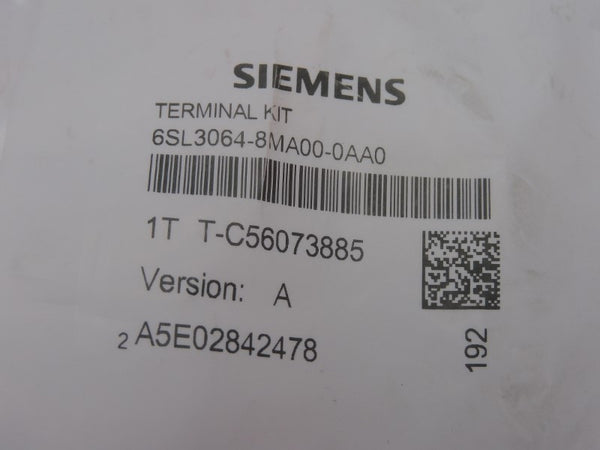 SIEMENS
TERMINAL KIT
6SL3064-8MA00-0AA0
1T T-C56073885
Version: A
2 A5E02842478
192